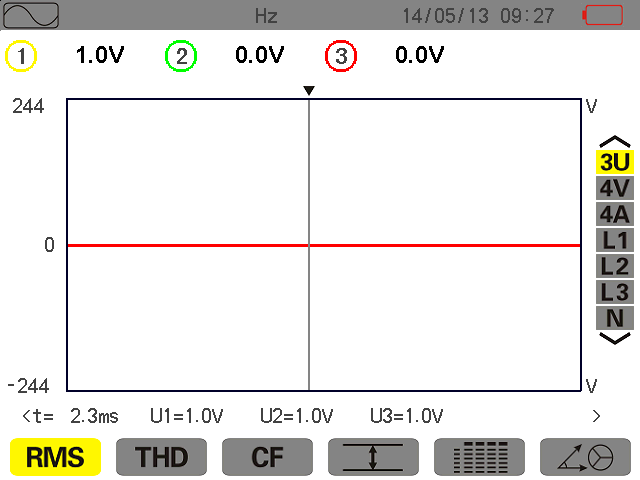 Hz 14/05/13 09:27
1 1.0V 2 0.0V 3 0.0V
244 V
3U
4V
4A
L1
0
L2
L3
N
-244 V
<t= 2.3ms U1=1.0V U2=1.0V U3=1.0V >
RMS THD CF